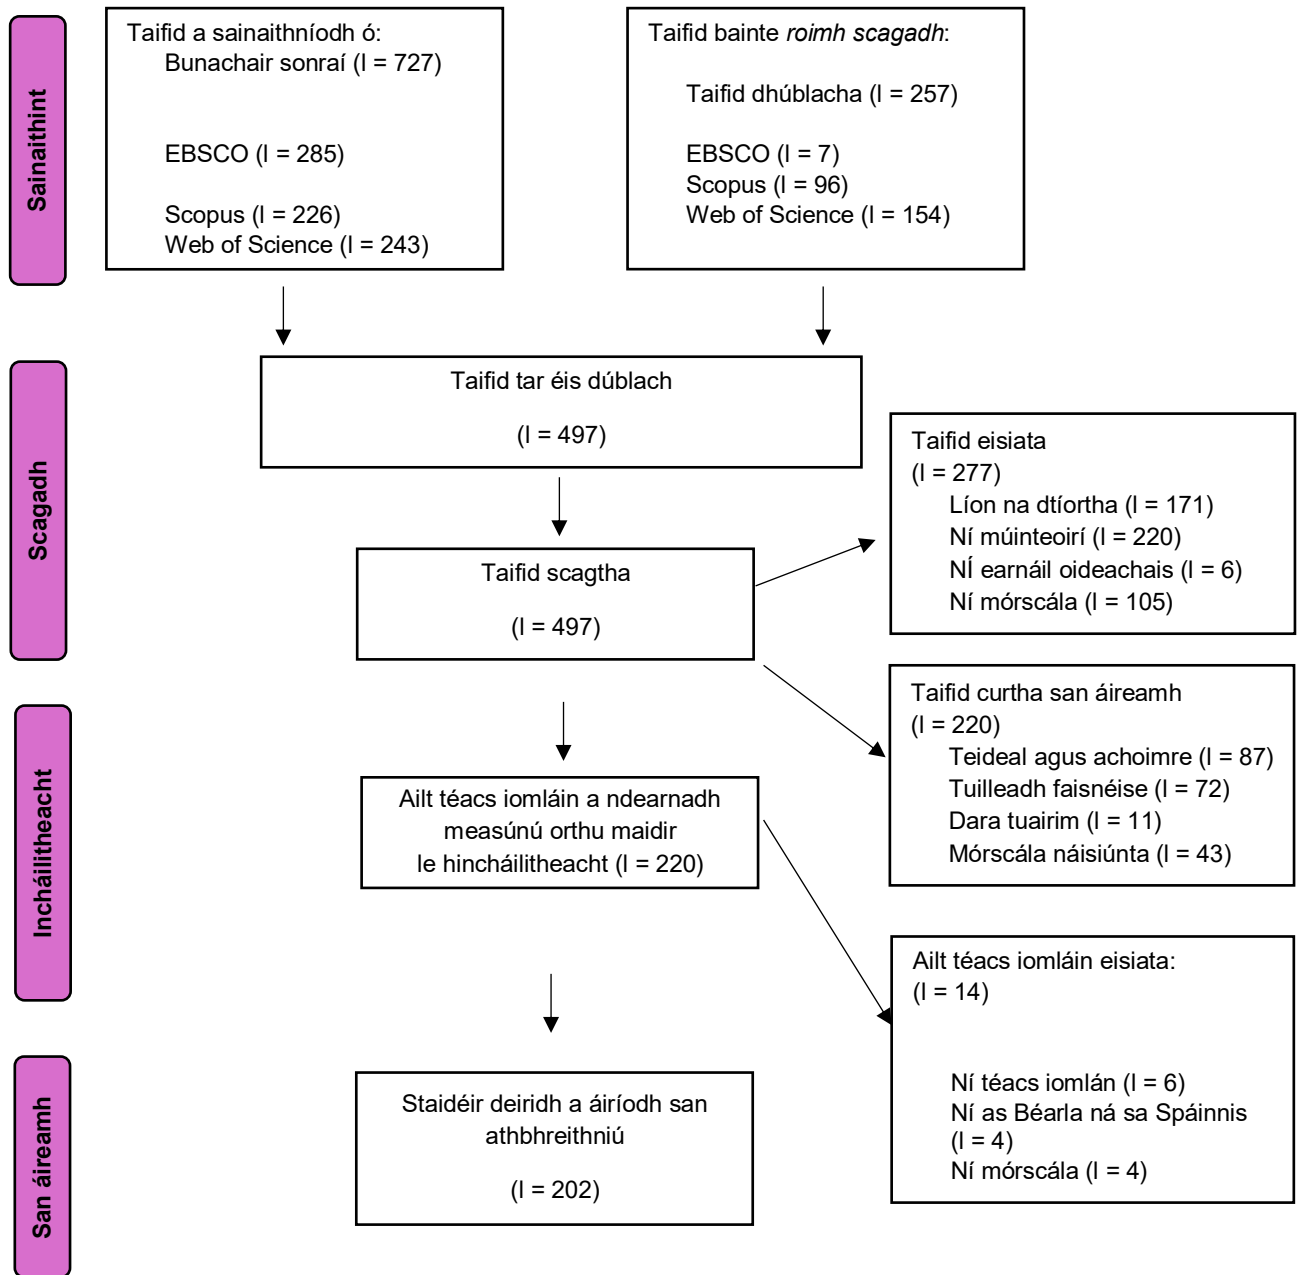 Sainaithint
Taifid a sainaithníodh ó:
Bunachair sonraí (l = 727)
EBSCO (l = 285)
Scopus (l = 226)
Web of Science (l = 243)
Taifid bainte roimh scagadh:
Taifid dhúblacha (l = 257)
EBSCO (l = 7)
Scopus (l = 96)
Web of Science (l = 154)
Scagadh
Taifid tar éis dúblach
(l = 497)
Taifid scagtha
(l = 497)
Taifid eisiata
(l = 277)
Líon na dtíortha (l = 171)
Ní múinteoirí (l = 220)
NÍ earnáil oideachais (l = 6)
Ní mórscála (l = 105)
Taifid curtha san áireamh
(l = 220)
Teideal agus achoimre (l = 87)
Tuilleadh faisnéise (l = 72)
Dara tuairim (l = 11)
Mórscála náisiúnta (l = 43)
Incháilitheacht
Ailt téacs iomláin a ndearnadh
measúnú orthu maidir
le hincháilitheacht (l = 220)
Ailt téacs iomláin eisiata:
(l = 14)
Ní téacs iomlán (l = 6)
Ní as Béarla ná sa Spáinnis
(l = 4)
Ní mórscála (l = 4)
San áireamh
Staidéir deiridh a áiríodh san
athbhreithniú
(l = 202)